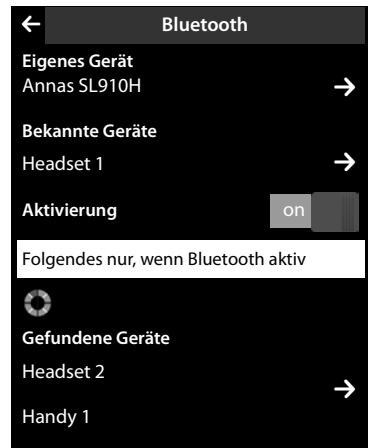 Bluetooth
Eigenes Gerät
Annas SL910H
Bekannte Geräte
Headset 1
Aktivierung on
Folgendes nur, wenn Bluetooth aktiv
Gefundene Geräte
Headset 2
Handy 1